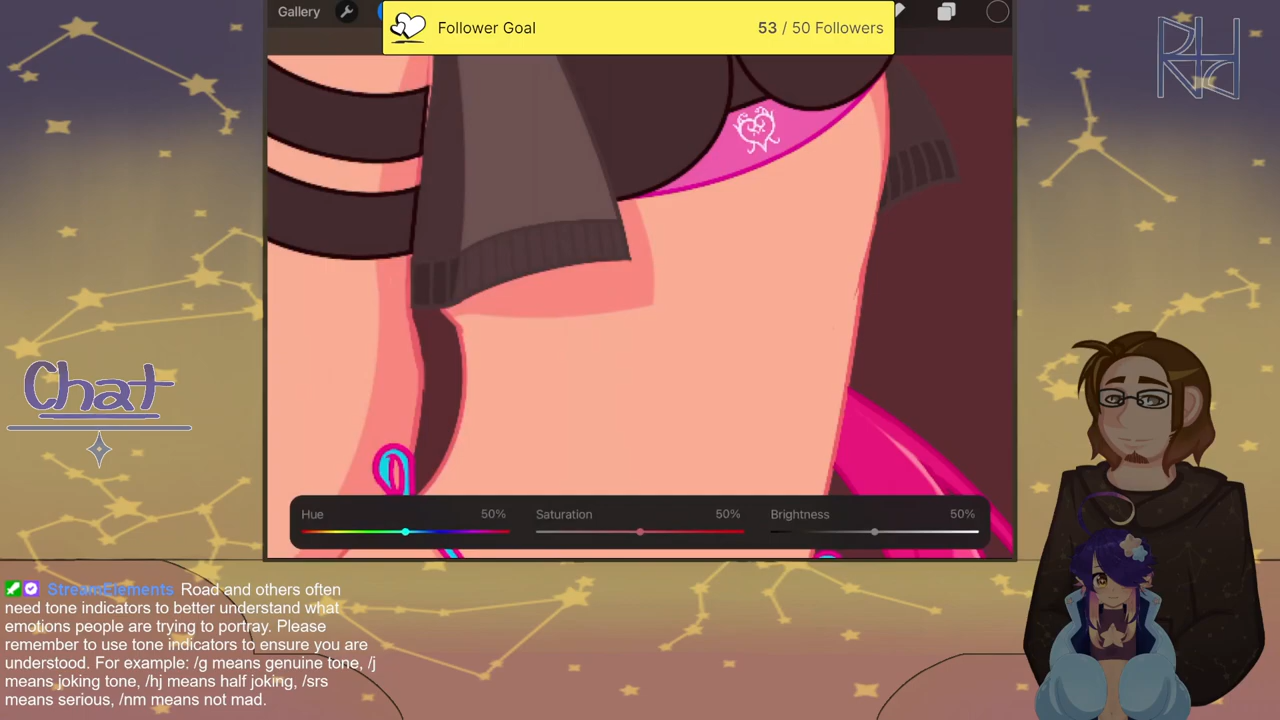 Gallery
Follower Goal
53 / 50 Followers
Chat
Hue
50%
Saturation
50%
Brightness
50%
StreamElements Road and others often
need tone indicators to better understand what
emotions people are trying to portray. Please
remember to use tone indicators to ensure you are
understood. For example: /g means genuine tone, /j
means joking tone, /hj means half joking, /srs
means serious, /nm means not mad.